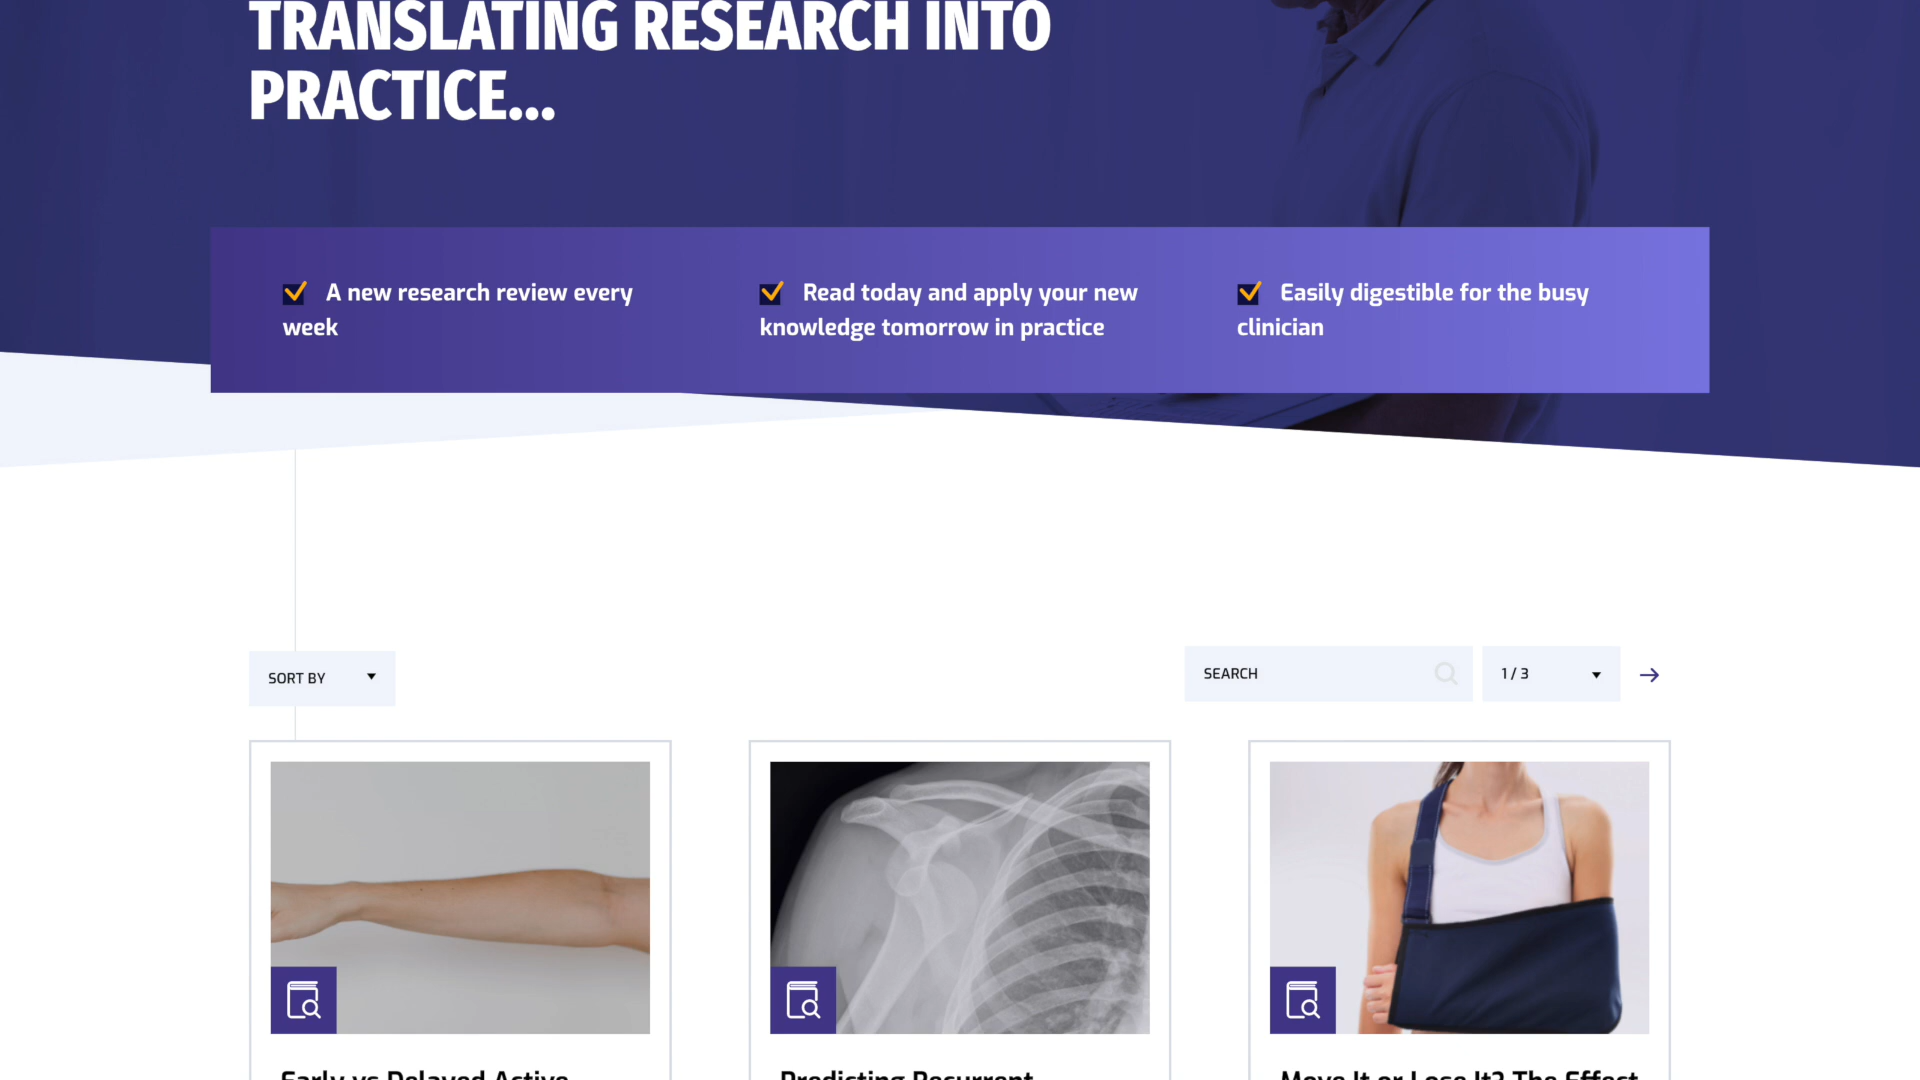 TRANSLATING RESEARCH INTO
PRACTICE...
A new research review every
week
Read today and apply your new
knowledge tomorrow in practice
Easily digestible for the busy
clinician
SORT BY
SEARCH
1 / 3
Early vs Delayed Active
Predicting Recurrent
Move It or Lose It? The Effect